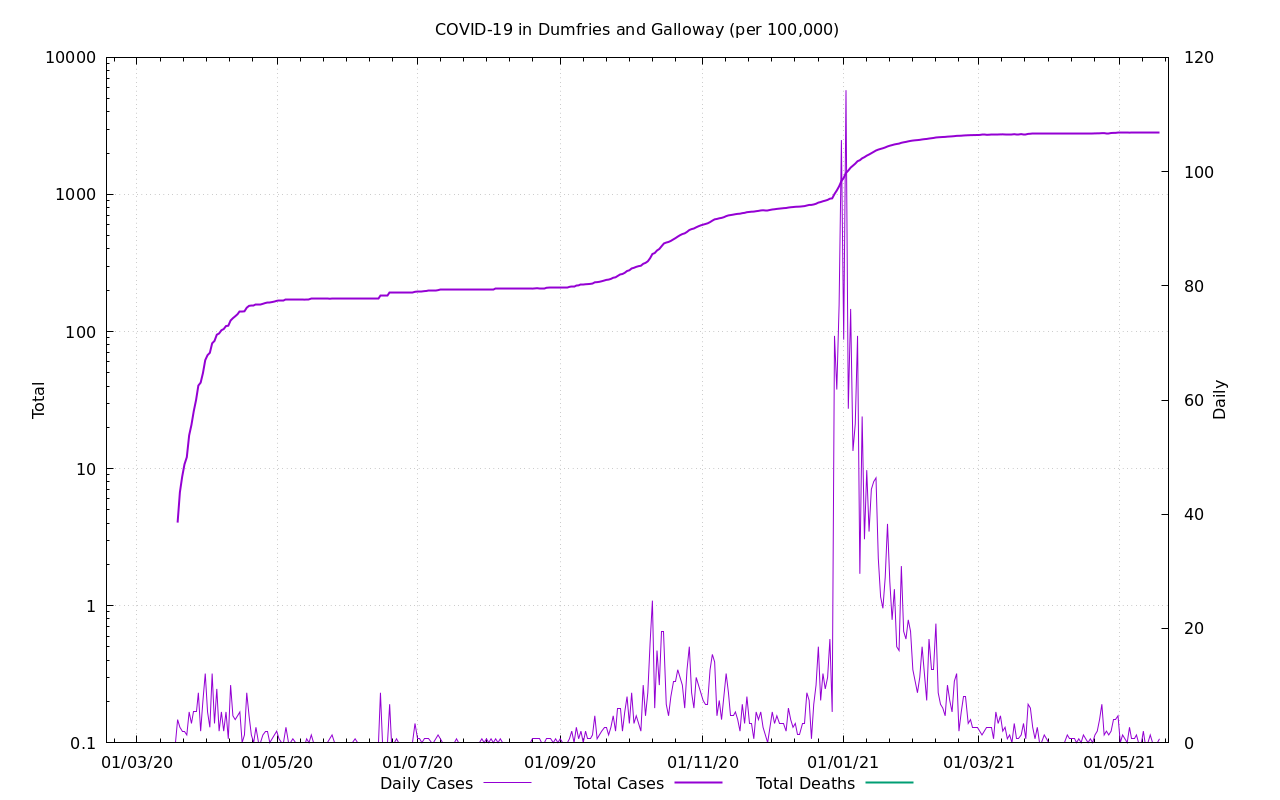 COVID-19 in Dumfries and Galloway (per 100,000)
10000
1000
100
10
1
0.1
Total
120
100
80
60
40
20
0
Daily
01/03/20 01/05/20 01/07/20 01/09/20 01/11/20 01/01/21 01/03/21 01/05/21
Daily Cases Total Cases Total Deaths